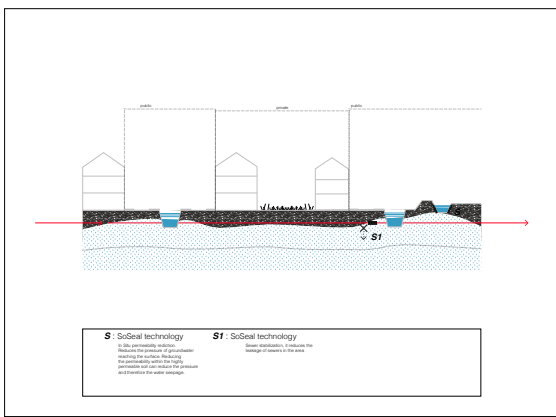 public
private
public
S
S1
S : SoSeal technology
In Situ permeability redution.
Reduces the pressure of groundwater
reaching the surface. Reducing
the permeability within the highly
permeable soil can reduce the pressure
and therefore the water seepage.
S1 : SoSeal technology
Sewer stabilization, it reduces the
leakage of sewers in the area